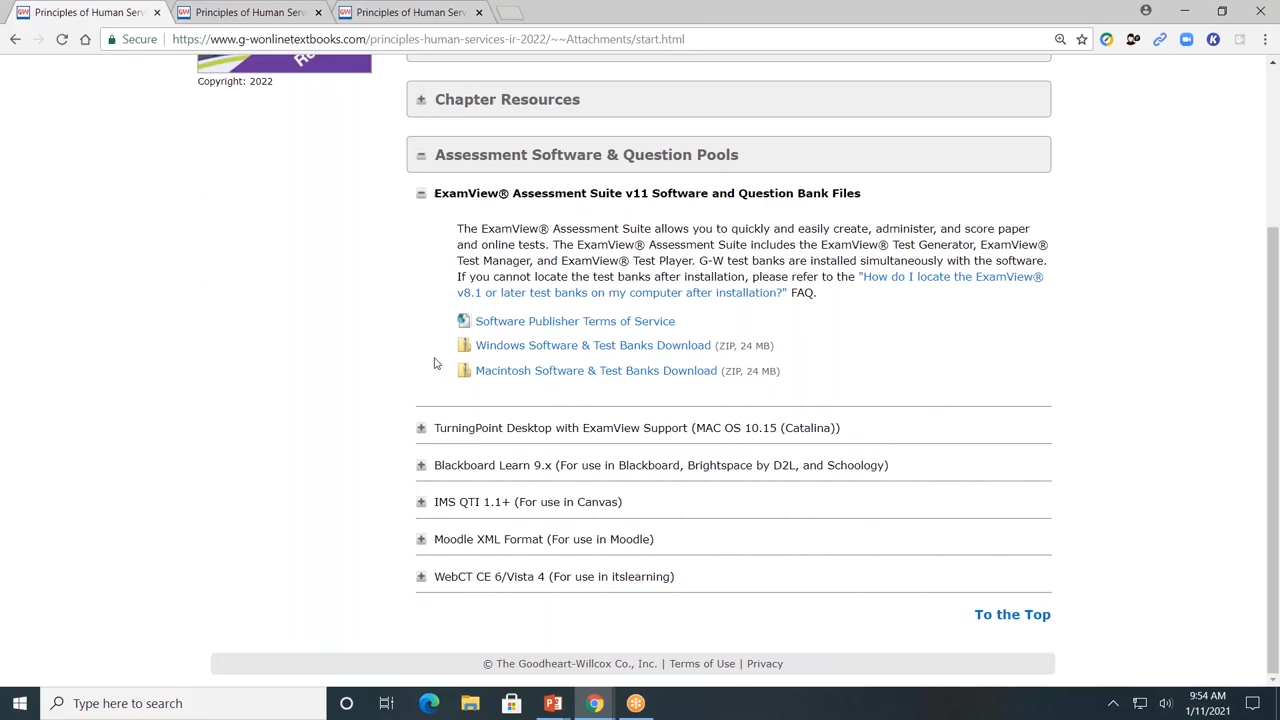 Principles of Human Servic
Principles of Human Service
Principles of Human Service
Secure
https://www.g-wonlinetextbooks.com/principles-human-services-ir-2022/~~Attachments/start.html
Copyright: 2022
Chapter Resources
Assessment Software & Question Pools
ExamView® Assessment Suite v11 Software and Question Bank Files
The ExamView® Assessment Suite allows you to quickly and easily create, administer, and score paper
and online tests. The ExamView® Assessment Suite includes the ExamView® Test Generator, ExamView®
Test Manager, and ExamView® Test Player. G-W test banks are installed simultaneously with the software.
If you cannot locate the test banks after installation, please refer to the "How do I locate the ExamView®
v8.1 or later test banks on my computer after installation?" FAQ.
Software Publisher Terms of Service
Windows Software & Test Banks Download (ZIP, 24 MB)
Macintosh Software & Test Banks Download (ZIP, 24 MB)
TurningPoint Desktop with ExamView Support (MAC OS 10.15 (Catalina))
Blackboard Learn 9.x (For use in Blackboard, Brightspace by D2L, and Schoology)
IMS QTI 1.1+ (For use in Canvas)
Moodle XML Format (For use in Moodle)
WebCT CE 6/Vista 4 (For use in itslearning)
To the Top
© The Goodheart-Willcox Co., Inc. | Terms of Use | Privacy
Type here to search
9:54 AM
1/11/2021